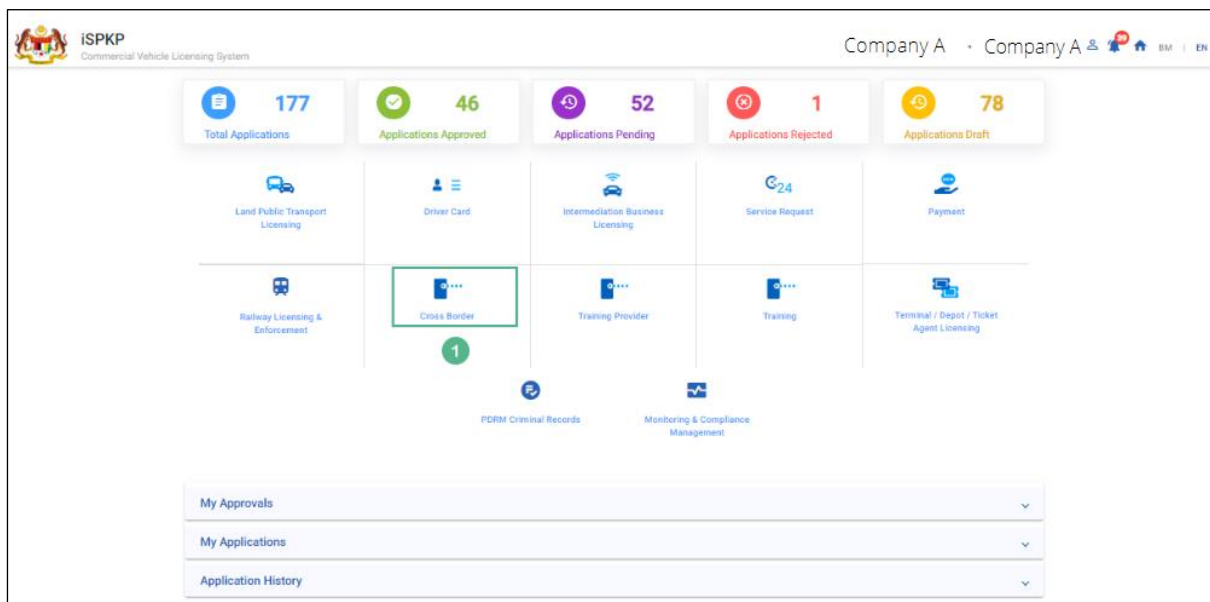 iSPKP
Commercial Vehicle Licensing System
Company A · Company A 39 BM | EN
177 46 52 1 78
Total Applications Applications Approved Applications Pending Applications Rejected Applications Draft
24
Land Public Transport Licensing
Driver Card
Intermediation Business Licensing
Service Request
Payment
Railway Licensing & Enforcement
Cross Border
Training Provider
Training
Terminal / Depot / Ticket Agent Licensing
1
PDRM Criminal Records
Monitoring & Compliance Management
My Approvals
My Applications
Application History